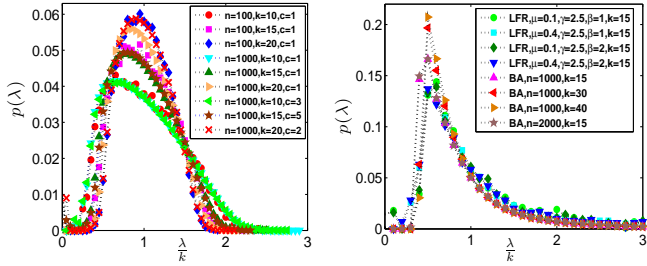 p(λ)
0.06
0.05
0.04
0.03
0.02
0.01
0
0
1
2
3
λ/k
n=100,k=10,c=1
n=100,k=15,c=1
n=100,k=20,c=1
n=1000,k=10,c=1
n=1000,k=15,c=1
n=1000,k=20,c=1
n=1000,k=10,c=3
n=1000,k=15,c=5
n=1000,k=20,c=2
p(λ)
0.2
0.15
0.1
0.05
0
0
1
2
3
λ/k
LFR,μ=0.1,γ=2.5,β=1,k=15
LFR,μ=0.4,γ=2.5,β=1,k=15
LFR,μ=0.1,γ=2.5,β=2,k=15
LFR,μ=0.4,γ=2.5,β=2,k=15
BA,n=1000,k=15
BA,n=1000,k=30
BA,n=1000,k=40
BA,n=2000,k=15